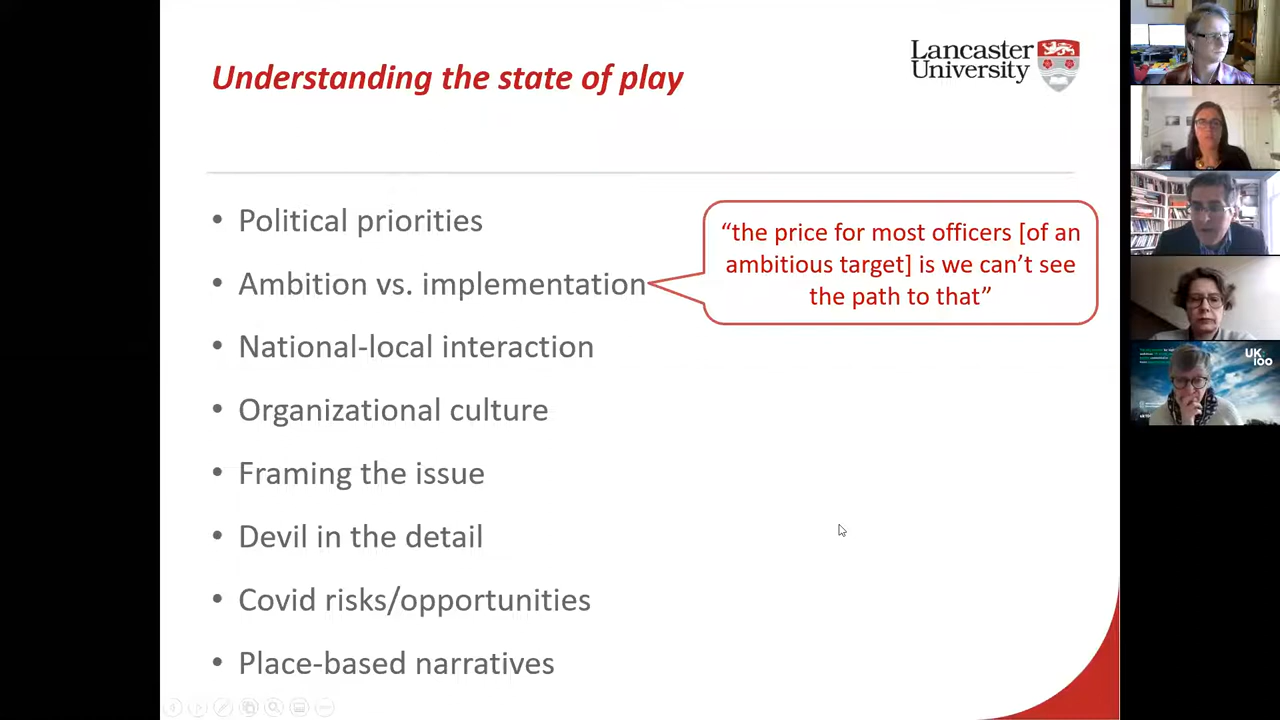 Understanding the state of play
Lancaster
University
• Political priorities
• Ambition vs. implementation
• National-local interaction
• Organizational culture
• Framing the issue
• Devil in the detail
• Covid risks/opportunities
• Place-based narratives
“the price for most officers [of an
ambitious target] is we can’t see
the path to that”
UK
100